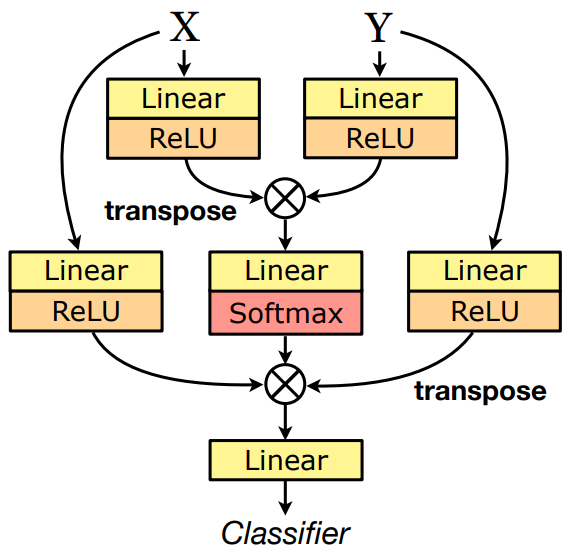 X Y
Linear Linear
ReLU ReLU
transpose
Linear Linear Linear
ReLU Softmax ReLU
transpose
Linear
Classifier